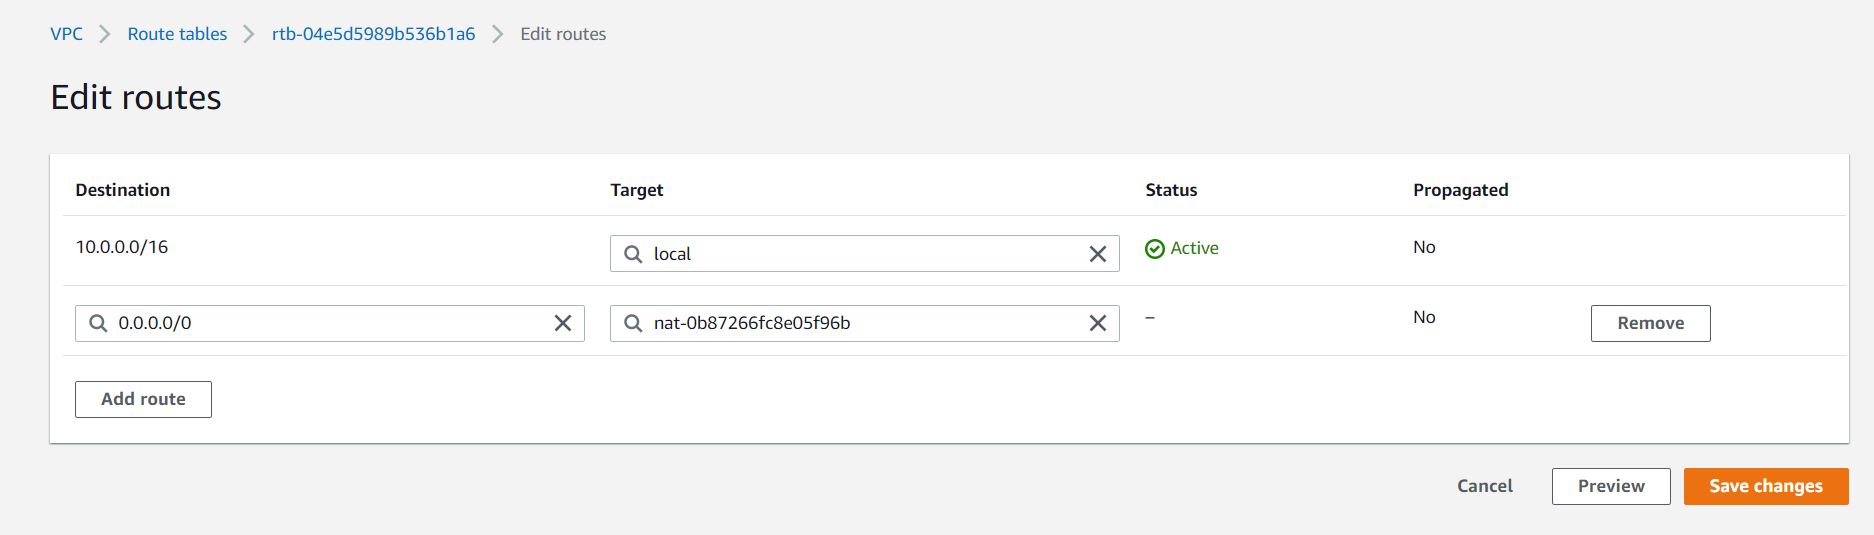 VPC > Route tables > rtb-04e5d5989b536b1a6 > Edit routes
Edit routes
Destination Target Status Propagated
10.0.0.0/16 local Active No
0.0.0.0/0 nat-0b87266fc8e05f96b – No Remove
Add route
Cancel Preview Save changes